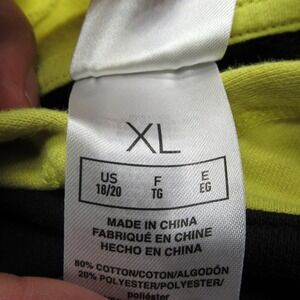 XL
US F E
18/20 TG EG
MADE IN CHINA
FABRIQUÉ EN CHINE
HECHO EN CHINA
80% COTTON/COTON/ALGODÓN
20% POLYESTER/POLYESTER/
poliéster